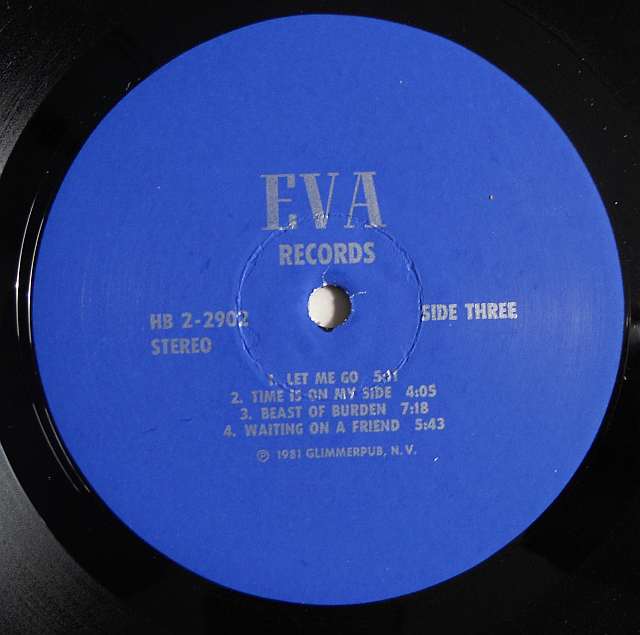 EVA
RECORDS
HB 2-2902
SIDE THREE
STEREO
1. LET ME GO 5:11
2. TIME IS ON MY SIDE 4:05
3. BEAST OF BURDEN 7:18
4. WAITING ON A FRIEND 5:43
℗ 1981 GLIMMERPUB, N.V.